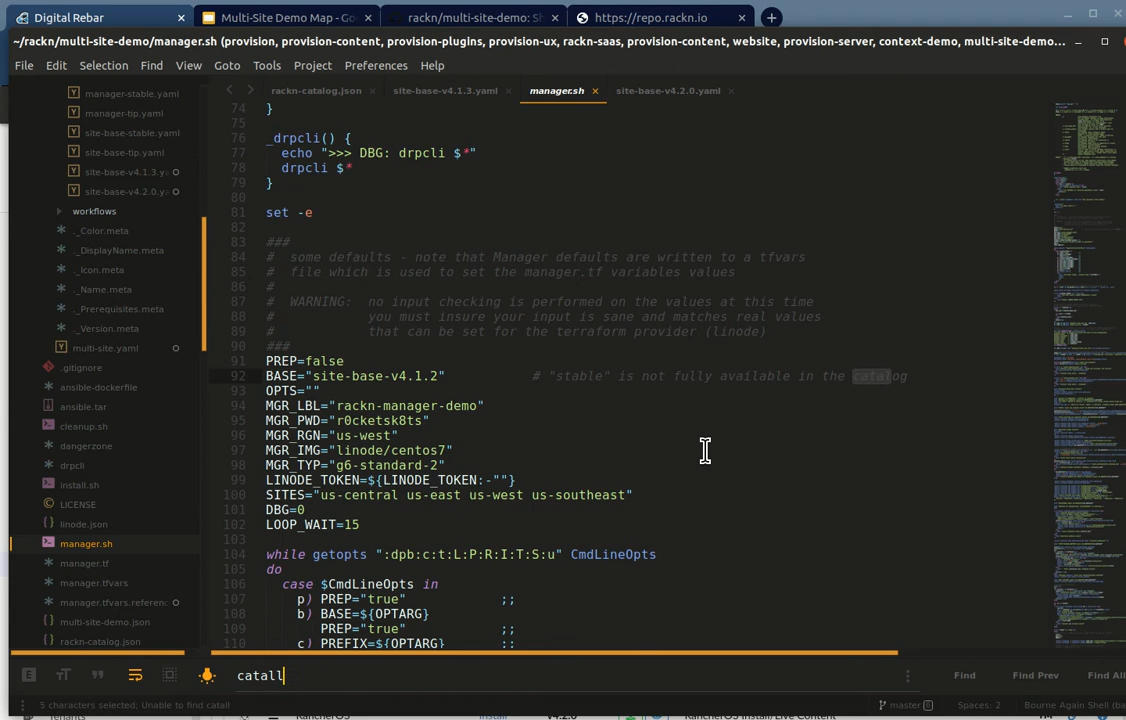 Digital Rebar ×
Multi-Site Demo Map - Go ×
rackn/multi-site-demo: S ×
https://repo.rackn.io ×
~/rackn/multi-site-demo/manager.sh (provision, provision-content, provision-plugins, provision-ux, rackn-saas, provision-content, website, provision-server, context-demo, multi-site-demo...
File Edit Selection Find View Goto Tools Project Preferences Help
manager-stable.yaml
manager-tip.yaml
site-base-stable.yaml
site-base-tip.yaml
site-base-v4.1.3.y
site-base-v4.2.0.y
workflows
._Color.meta
._DisplayName.meta
._Icon.meta
._Name.meta
._Prerequisites.meta
._Version.meta
multi-site.yaml
.gitignore
ansible-dockerfile
ansible.tar
cleanup.sh
dangerzone
drpcli
install.sh
LICENSE
linode.json
manager.sh
manager.tf
manager.tfvars
manager.tfvars.referenc
multi-site-demo.json
rackn-catalog.json
rackn-catalog.json × site-base-v4.1.3.yaml × manager.sh × site-base-v4.2.0.yaml ×
74 }
75
76 _drpcli() {
77 echo ">>> DBG: drpcli $*"
78 drpcli $*
79 }
80
81 set -e
82
83 ###
84 # some defaults - note that Manager defaults are written to a tfvars
85 # file which is used to set the manager.tf variables values
86 #
87 # WARNING: no input checking is performed on the values at this time
88 # you must insure your input is sane and matches real values
89 # that can be set for the terraform provider (linode)
90 ###
91 PREP=false
92 BASE="site-base-v4.1.2" # "stable" is not fully available in the catalog
93 OPTS=""
94 MGR_LBL="rackn-manager-demo"
95 MGR_PWD="r0cketsk8ts"
96 MGR_RGN="us-west"
97 MGR_IMG="linode/centos7"
98 MGR_TYP="g6-standard-2"
99 LINODE_TOKEN=${LINODE_TOKEN:-""}
100 SITES="us-central us-east us-west us-southeast"
101 DBG=0
102 LOOP_WAIT=15
103
104 while getopts ":dpb:c:t:L:P:R:I:T:S:u" CmdLineOpts
105 do
106 case $CmdLineOpts in
107 p) PREP="true" ;;
108 b) BASE=${OPTARG}
109 PREP="true" ;;
110 c) PREFIX=${OPTARG} ;;
catall
Find Find Prev Find All
5 characters selected; Unable to find catall
master 0 Spaces: 2 Bourne Again Shell (ba